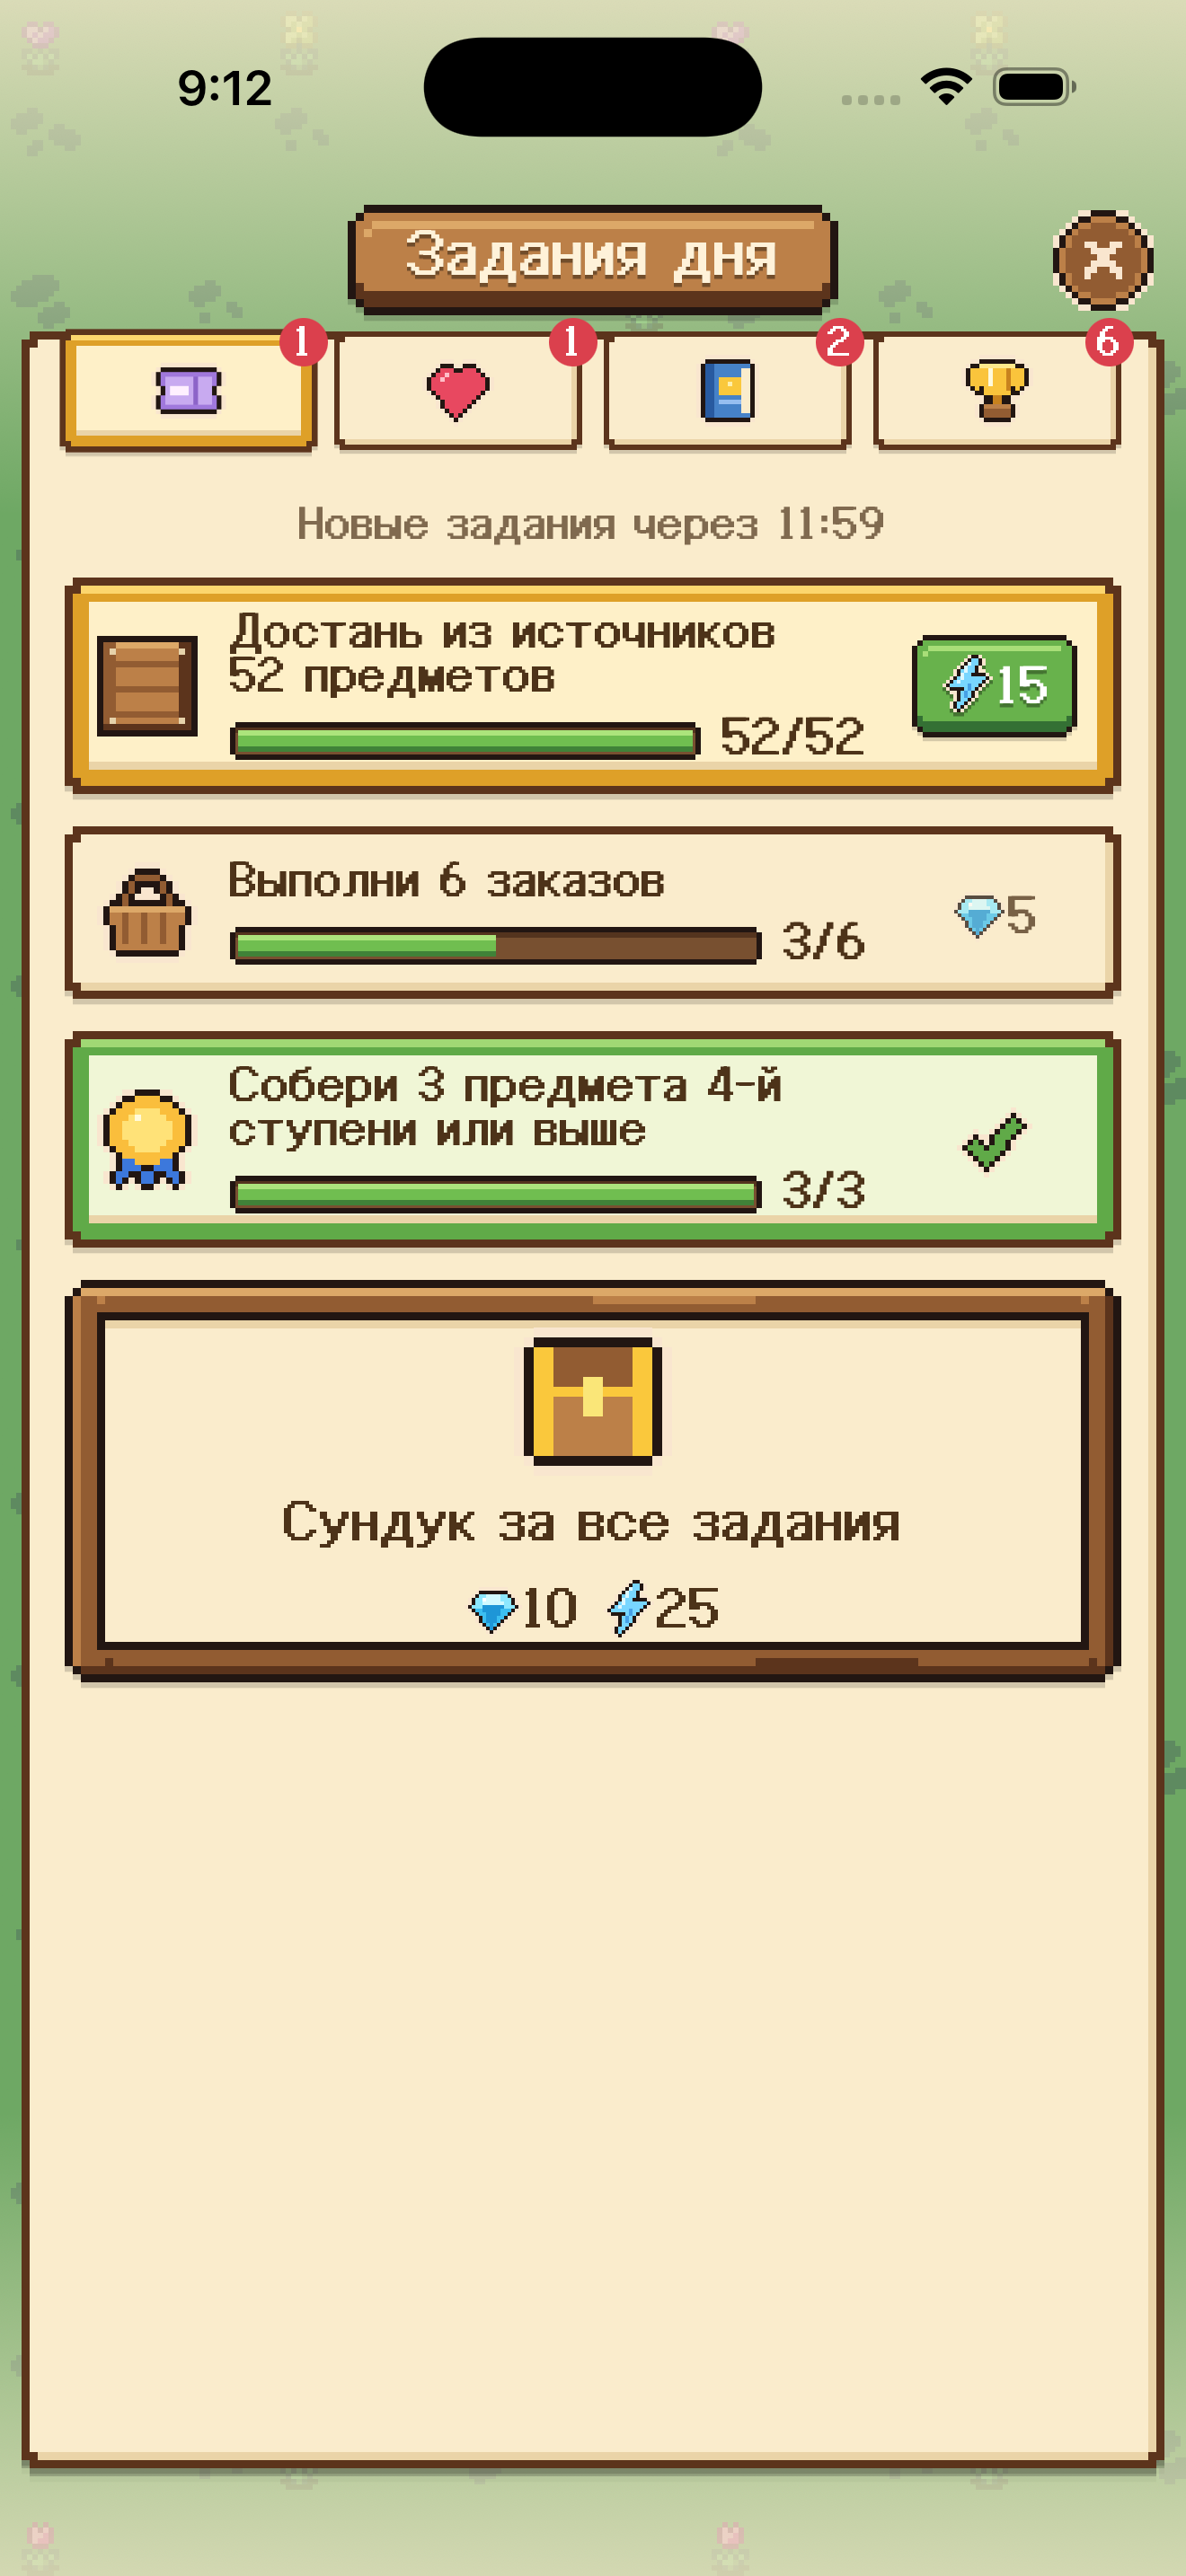 9:12
Задания дня
1
1
2
6
Новые задания через 11:59
Достань из источников
52 предметов
52/52
15
Выполни 6 заказов
3/6
5
Собери 3 предмета 4-й
ступени или выше
3/3
Сундук за все задания
10 25